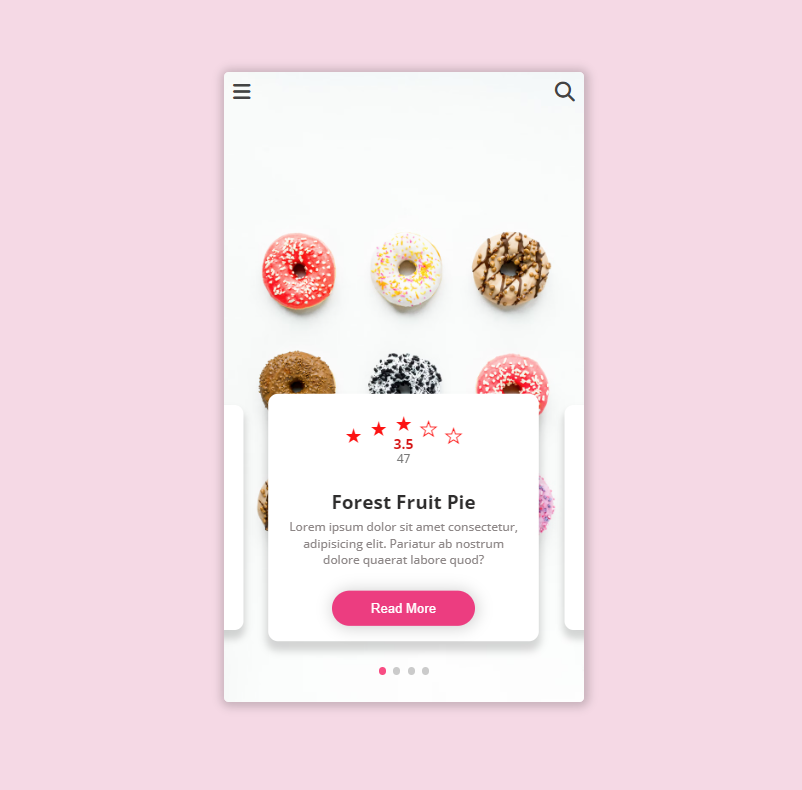 3.5
47
Forest Fruit Pie
Lorem ipsum dolor sit amet consectetur,
adipisicing elit. Pariatur ab nostrum
dolore quaerat labore quod?
Read More